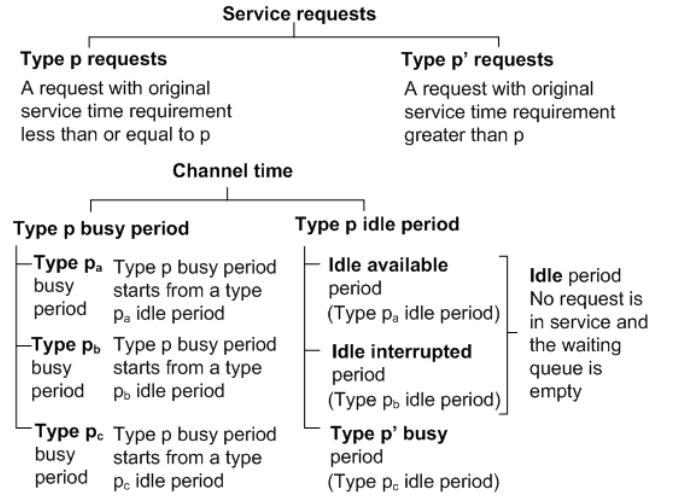 Service requests
Type p requests
A request with original
service time requirement
less than or equal to p
Type p’ requests
A request with original
service time requirement
greater than p
Channel time
Type p busy period
Type pa
busy
period
Type p busy period
starts from a type
pa idle period
Type pb
busy
period
Type p busy period
starts from a type
pb idle period
Type pc
busy
period
Type p busy period
starts from a type
pc idle period
Type p idle period
Idle available
period
(Type pa idle period)
Idle interrupted
period
(Type pb idle period)
Type p’ busy
period
(Type pc idle period)
Idle period
No request is
in service and
the waiting
queue is
empty